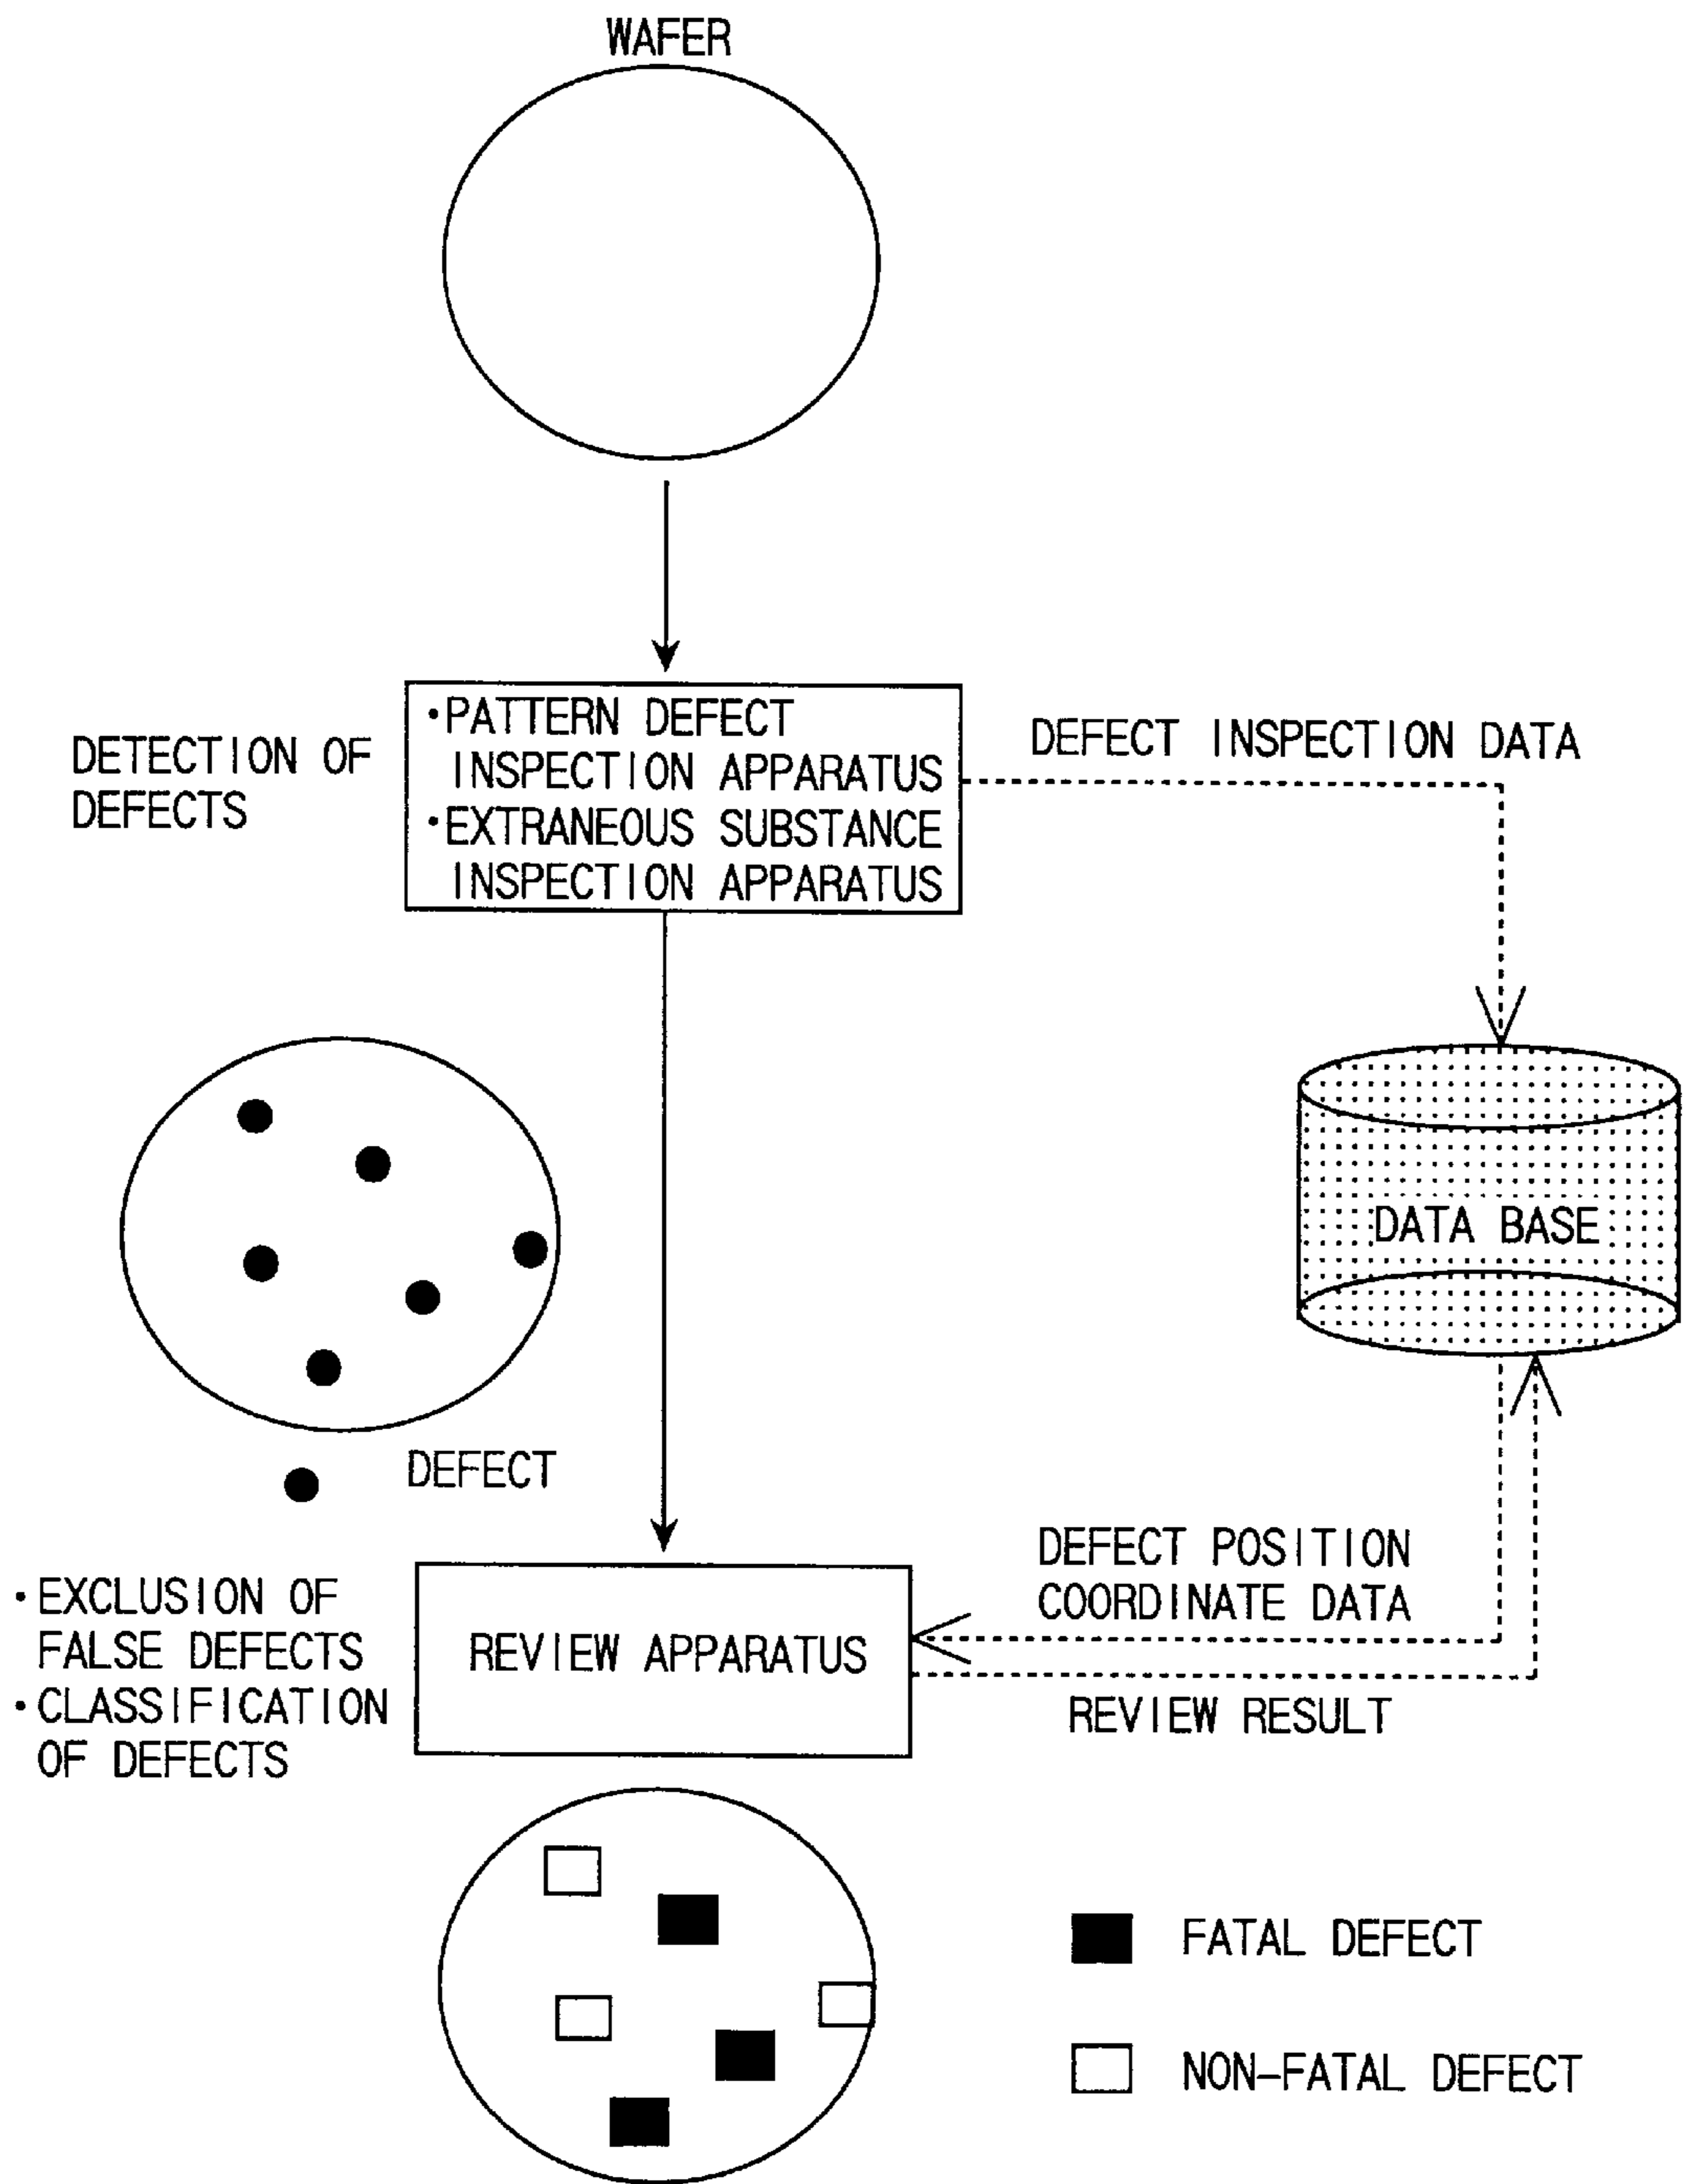 WAFER
DETECTION OF
DEFECTS
・PATTERN DEFECT
INSPECTION APPARATUS
・EXTRANEOUS SUBSTANCE
INSPECTION APPARATUS
DEFECT INSPECTION DATA
DATA BASE
DEFECT
DEFECT POSITION
COORDINATE DATA
・EXCLUSION OF
FALSE DEFECTS
・CLASSIFICATION
OF DEFECTS
REVIEW APPARATUS
REVIEW RESULT
FATAL DEFECT
NON-FATAL DEFECT